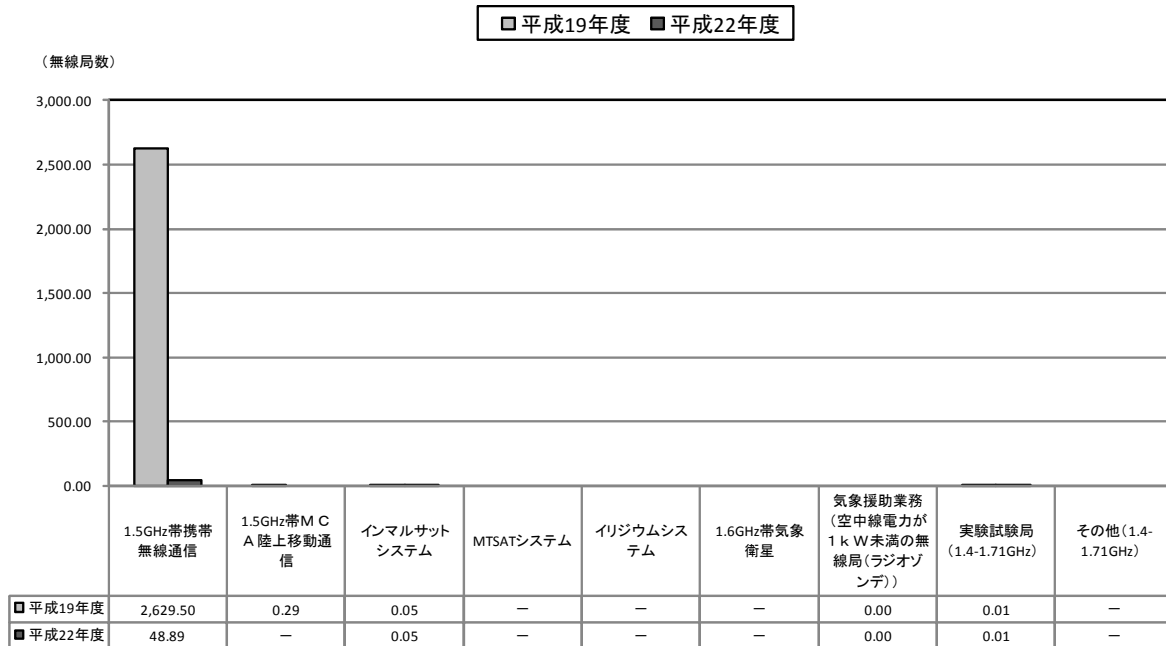 ■平成19年度 ■平成22年度
（無線局数）
3,000.00
2,500.00
2,000.00
1,500.00
1,000.00
500.00
0.00
1.5GHz帯携帯
無線通信
1.5GHz帯ＭＣ
Ａ陸上移動通
信
インマルサット
システム
MTSATシステム
イリジウムシス
テム
1.6GHz帯気象
衛星
気象援助業務
（空中線電力が
１ｋＷ未満の無
線局（ラジオゾ
ンデ））
実験試験局
（1.4-1.71GHz）
その他（1.4-
1.71GHz）
■平成19年度 2,629.50 0.29 0.05 － － － 0.00 0.01 －
■平成22年度 48.89 － 0.05 － － － 0.00 0.01 －